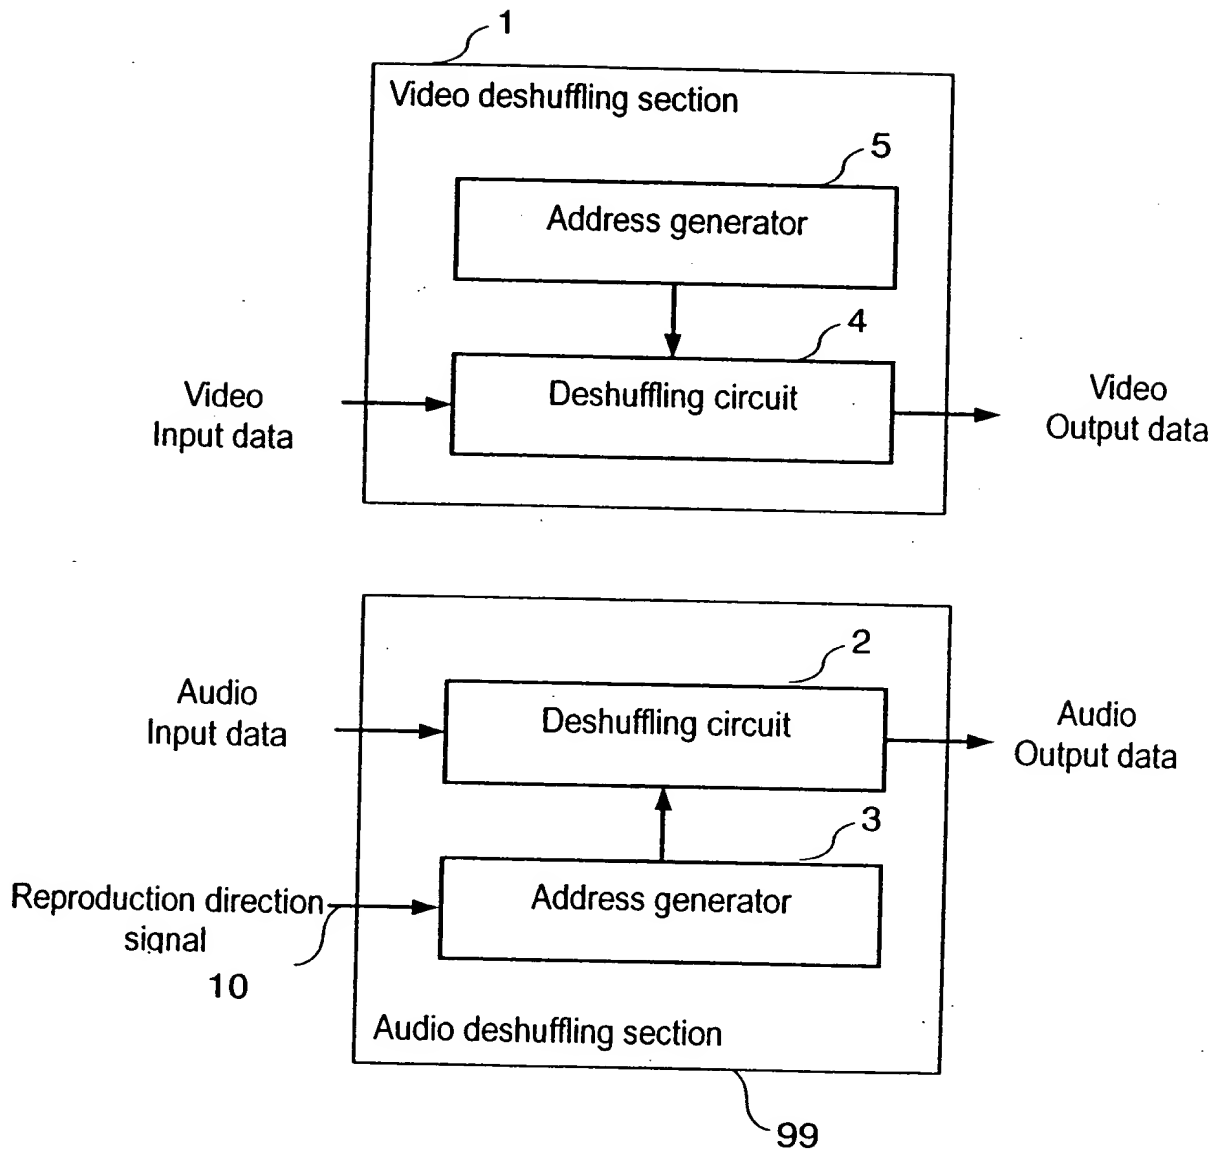 1
Video deshuffling section
5
Address generator
4
Deshuffling circuit
Video
Input data
Video
Output data
2
Audio
Input data
Deshuffling circuit
Audio
Output data
3
Reproduction direction
signal
10
Address generator
Audio deshuffling section
99